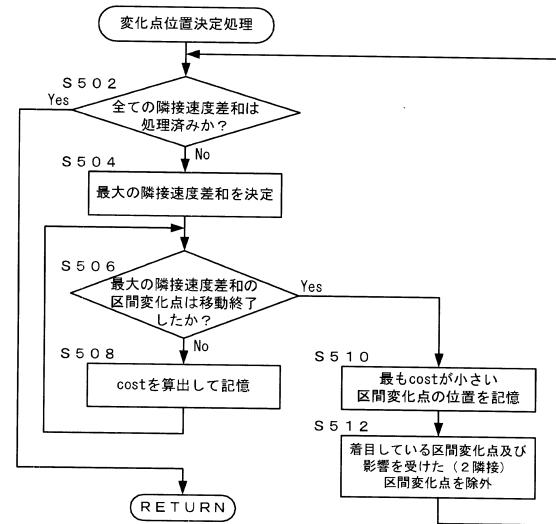 変化点位置決定処理
S502
Yes
全ての隣接速度差和は
処理済みか？
No
S504
最大の隣接速度差和を決定
S506
最大の隣接速度差和の
区間変化点は移動終了
したか？
Yes
No
S508
costを算出して記憶
S510
最もcostが小さい
区間変化点の位置を記憶
S512
着目している区間変化点及び
影響を受けた（２隣接）
区間変化点を除外
RETURN